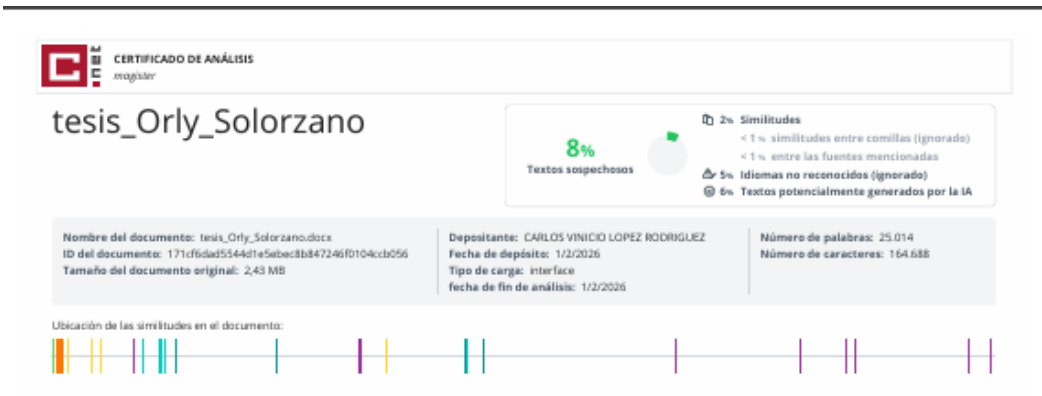 CERTIFICADO DE ANÁLISIS
magister
tesis_Orly_Solorzano
8%
Textos sospechosos
2% Similitudes
< 1% similitudes entre comillas (ignorado)
< 1% entre las fuentes mencionadas
5% Idiomas no reconocidos (ignorado)
6% Textos potencialmente generados por la IA
Nombre del documento: tesis_Orly_Solorzano.docx
ID del documento: 171cf6dad5544d1e5ebec8b847246f0104ccb056
Tamaño del documento original: 2,43 MB
Depositante: CARLOS VINICIO LOPEZ RODRIGUEZ
Fecha de depósito: 1/2/2026
Tipo de carga: interface
fecha de fin de análisis: 1/2/2026
Número de palabras: 25.014
Número de caracteres: 164.688
Ubicación de las similitudes en el documento: